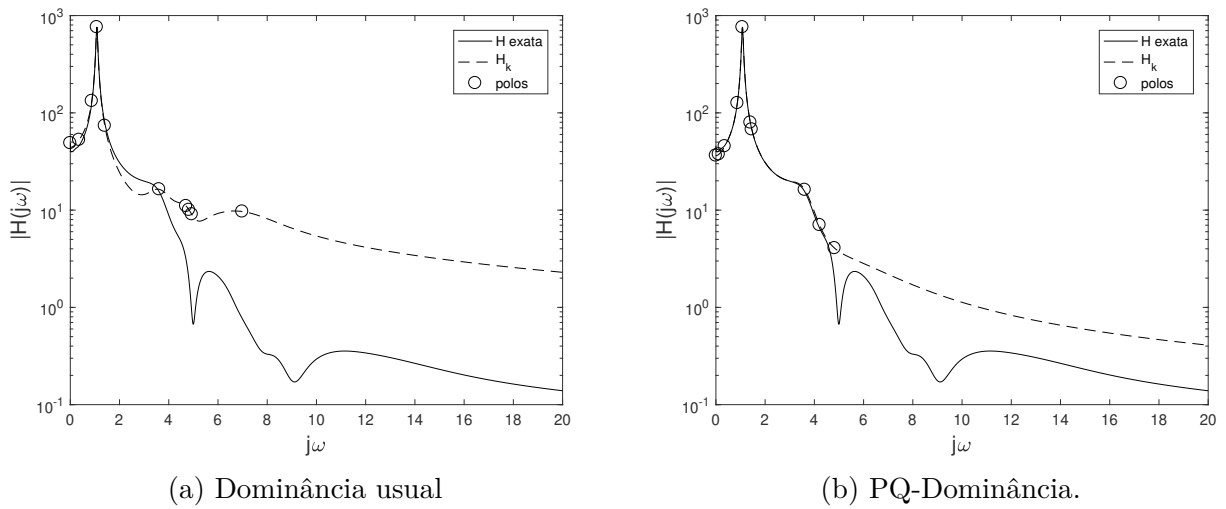 10^3
10^2
10^1
10^0
10^-1
|H(jω)|
0 2 4 6 8 10 12 14 16 18 20
jω
H exata
H_k
polos
(a) Dominância usual
10^3
10^2
10^1
10^0
10^-1
|H(jω)|
0 2 4 6 8 10 12 14 16 18 20
jω
H exata
H_k
polos
(b) PQ-Dominância.